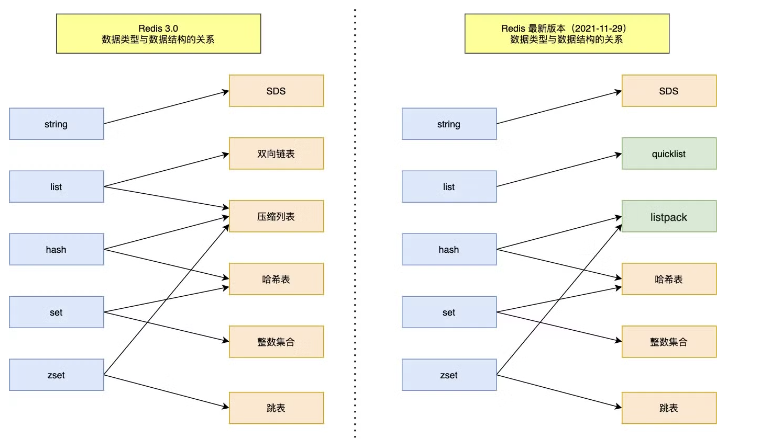 Redis 3.0
数据类型与数据结构的关系
string
list
hash
set
zset
SDS
双向链表
压缩列表
哈希表
整数集合
跳表
Redis 最新版本（2021-11-29）
数据类型与数据结构的关系
string
list
hash
set
zset
SDS
quicklist
listpack
哈希表
整数集合
跳表